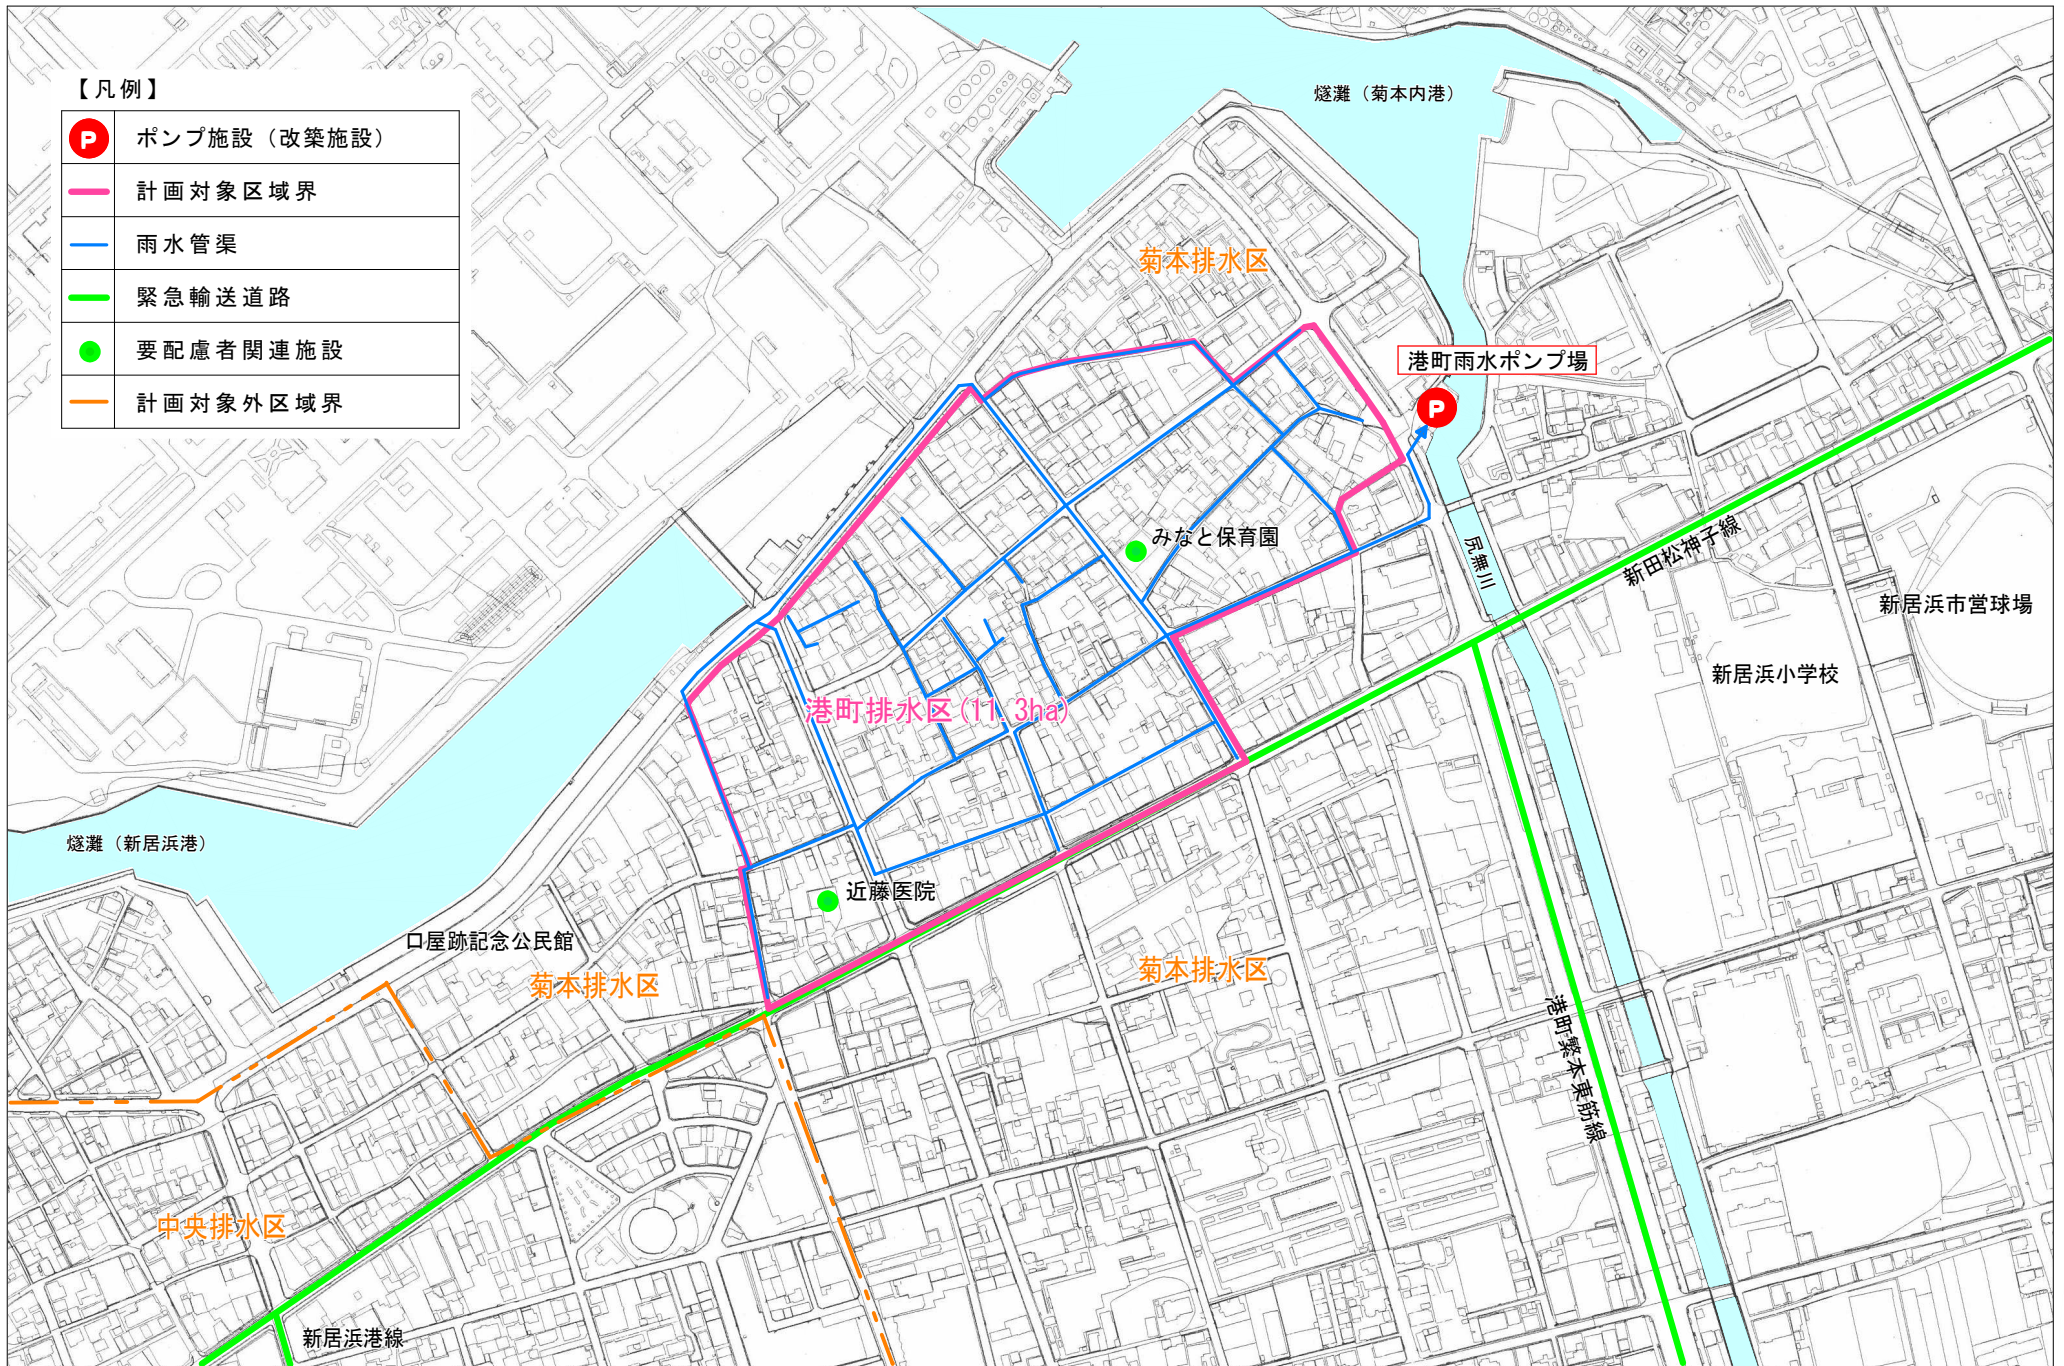 【凡例】
P
ポンプ施設（改築施設）
計画対象区域界
雨水管渠
緊急輸送道路
要配慮者関連施設
計画対象外区域界
燧灘（菊本内港）
菊本排水区
港町雨水ポンプ場
P
みなと保育園
尻無川
新田松神子線
新居浜市営球場
新居浜小学校
港町排水区(11.3ha)
燧灘（新居浜港）
近藤医院
口屋跡記念公民館
菊本排水区
菊本排水区
港町繁本東筋線
中央排水区
新居浜港線